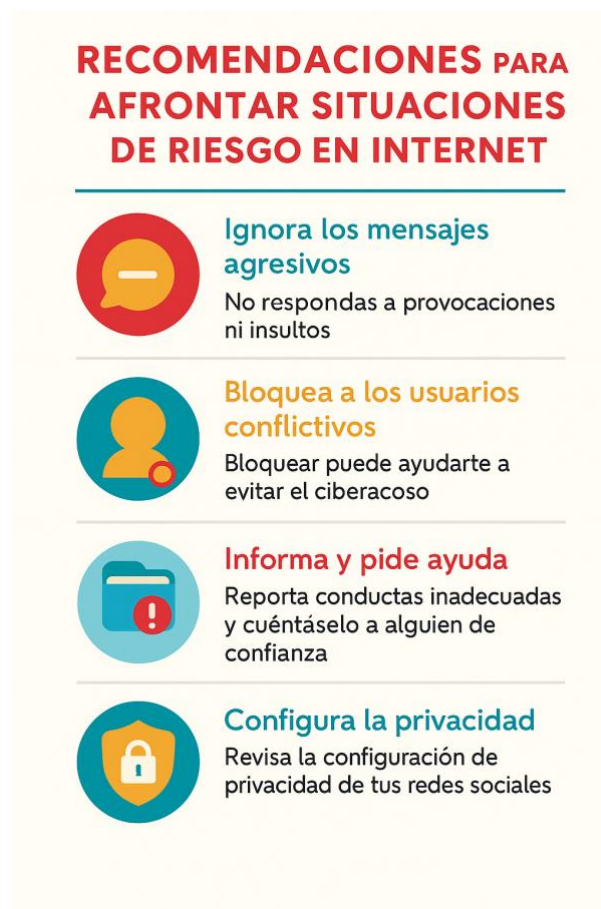 RECOMENDACIONES PARA
AFRONTAR SITUACIONES
DE RIESGO EN INTERNET
Ignora los mensajes
agresivos
No respondas a provocaciones
ni insultos
Bloquea a los usuarios
conflictivos
Bloquear puede ayudarte a
evitar el ciberacoso
Informa y pide ayuda
Reporta conductas inadecuadas
y cuéntáselo a alguien de
confianza
Configura la privacidad
Revisa la configuración de
privacidad de tus redes sociales